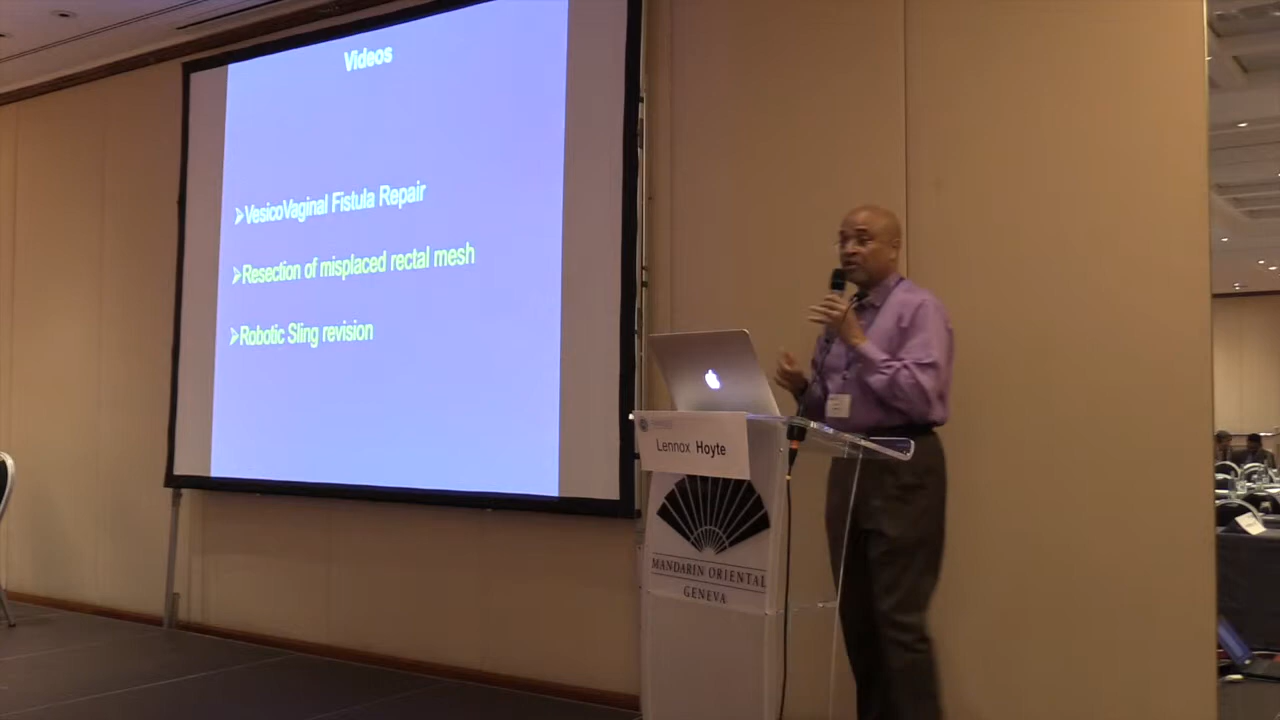 Videos
➢VesicoVaginal Fistula Repair
➢Resection of misplaced rectal mesh
➢Robotic Sling revision
Lennox Hoyte
MANDARIN ORIENTAL
GENEVA